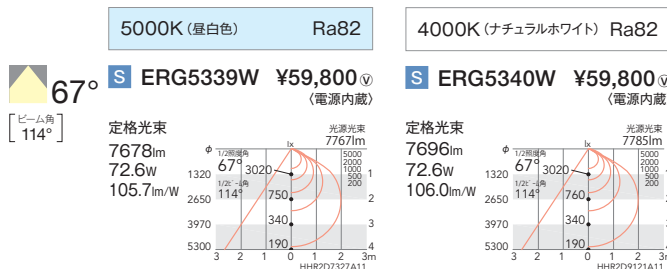 5000K (昼白色) Ra82
67°
[ビーム角 114°]
S ERG5339W ¥59,800Ⓥ
〈電源内蔵〉
定格光束
7678lm
72.6W
105.7lm/W
光源光束
7767lm
φ lx
1/2照度角
67°
1/2ビーム角
114°
5000
2000
1000
500
200
1320 3020 1
2650 750 2
3970 340 3
5300 190 4
3 2 1 0 1 2 3m
HHR2D7327A11
4000K (ナチュラルホワイト) Ra82
S ERG5340W ¥59,800Ⓥ
〈電源内蔵〉
定格光束
7696lm
72.6W
106.0lm/W
光源光束
7785lm
φ lx
1/2照度角
67°
1/2ビーム角
114°
5000
2000
1000
500
200
1320 3020 1
2650 750 2
3970 340 3
5300 190 4
3 2 1 0 1 2 3m
HHR2D9121A11